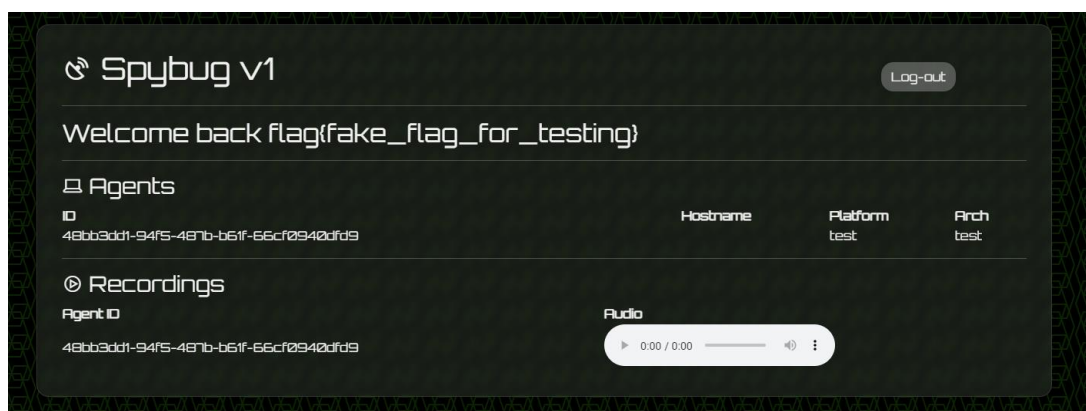 Spybug v1
Log-out
Welcome back flag{fake_flag_for_testing}
Agents
ID Hostname Platform Arch
48bb3dd1-94f5-487b-b61f-66cf0940dfd9 test test
Recordings
Agent ID Audio
48bb3dd1-94f5-487b-b61f-66cf0940dfd9 0:00 / 0:00